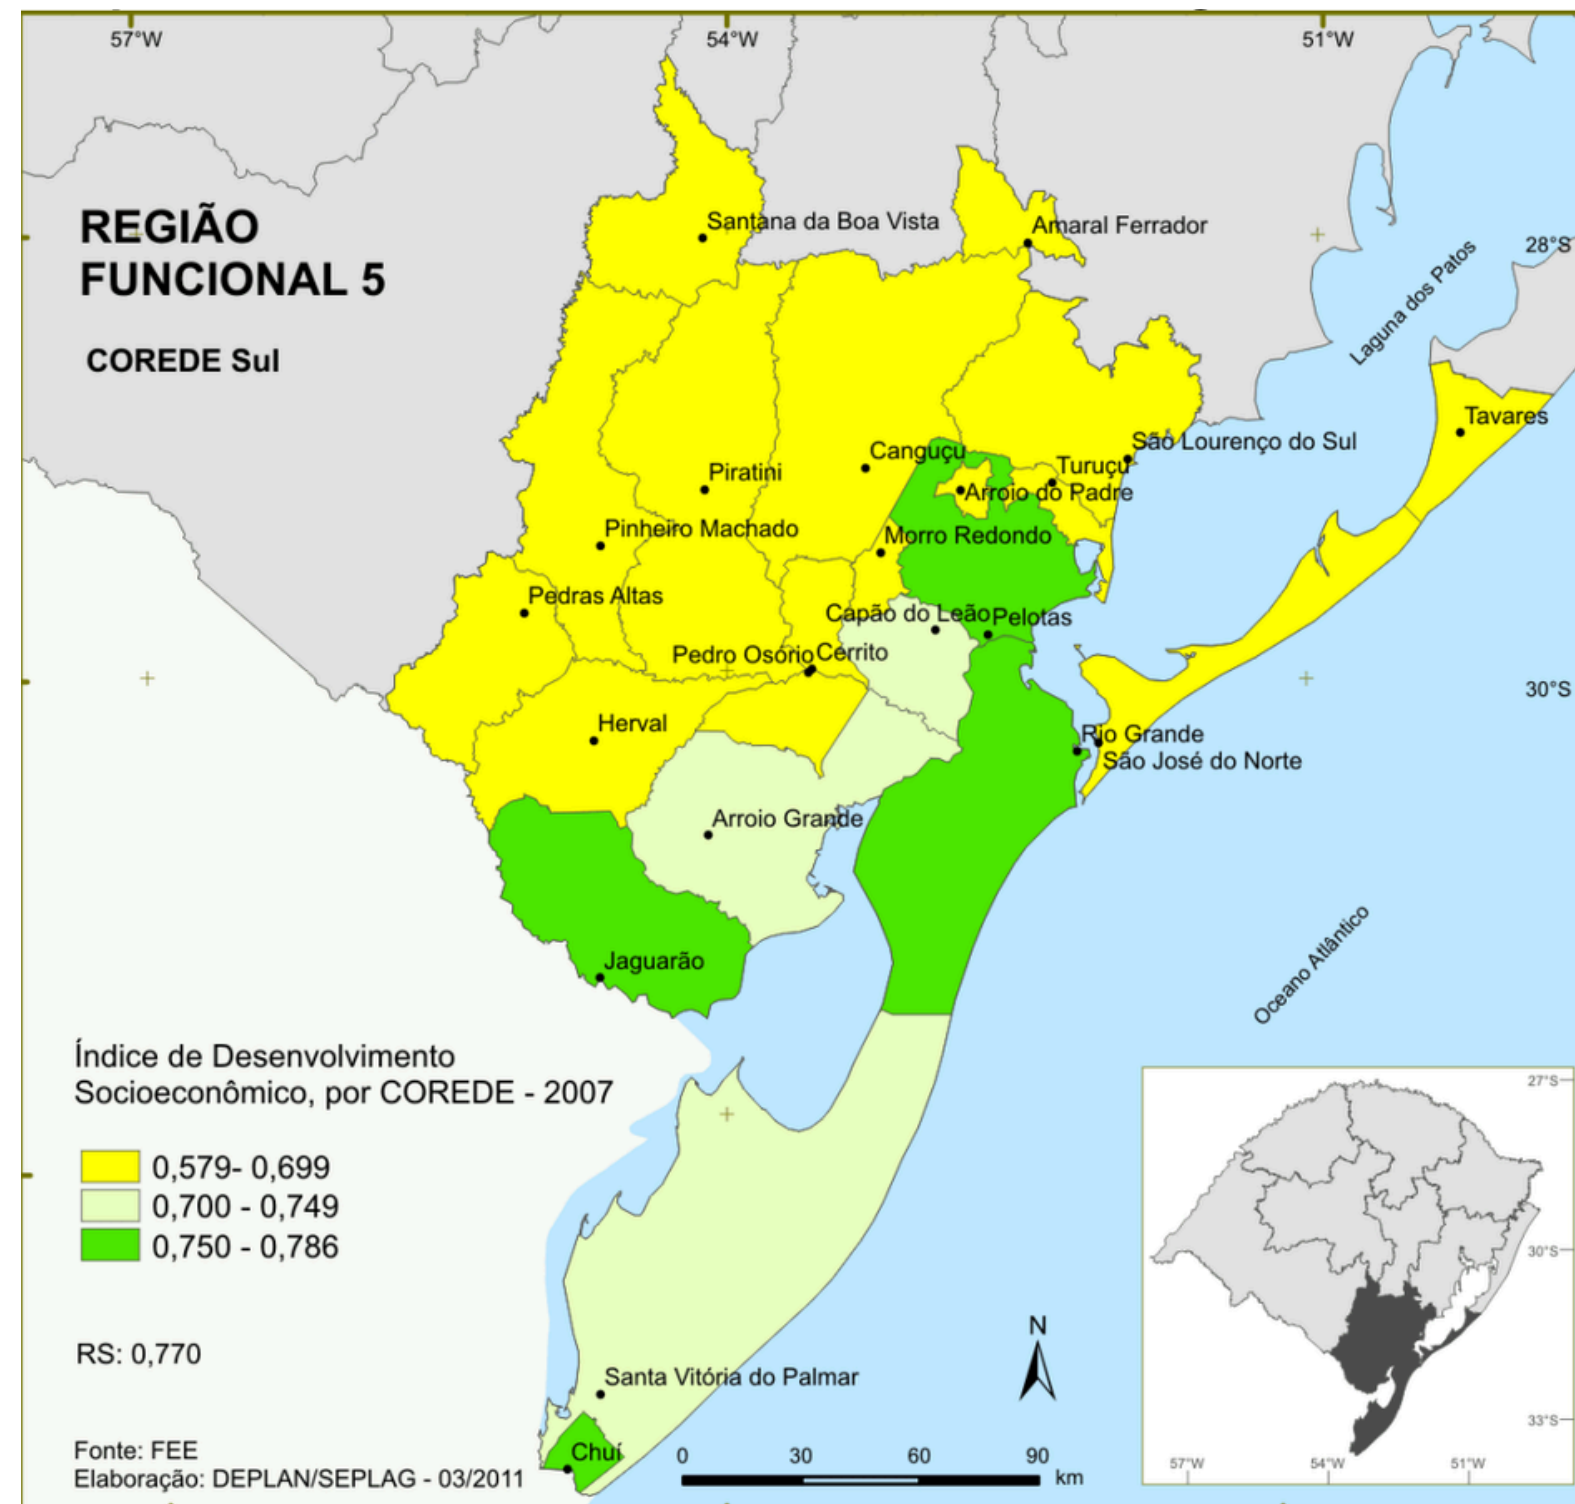 57°W
54°W
51°W
REGIÃO
FUNCIONAL 5
COREDE Sul
Santana da Boa Vista
Amaral Ferrador
28°S
Laguna dos Patos
Tavares
São Lourenço do Sul
Canguçu
Turuçu
Piratini
Arroio do Padre
Pinheiro Machado
Morro Redondo
Pedras Altas
Capão do Leão
Pelotas
Pedro Osório
Cerrito
30°S
Herval
Rio Grande
São José do Norte
Arroio Grande
Jaguarão
Oceano Atlântico
Índice de Desenvolvimento
Socioeconômico, por COREDE - 2007
0,579- 0,699
0,700 - 0,749
0,750 - 0,786
RS: 0,770
Santa Vitória do Palmar
Chuí
Fonte: FEE
Elaboração: DEPLAN/SEPLAG - 03/2011
N
0 30 60 90
km
27°S
30°S
33°S
57°W 54°W 51°W